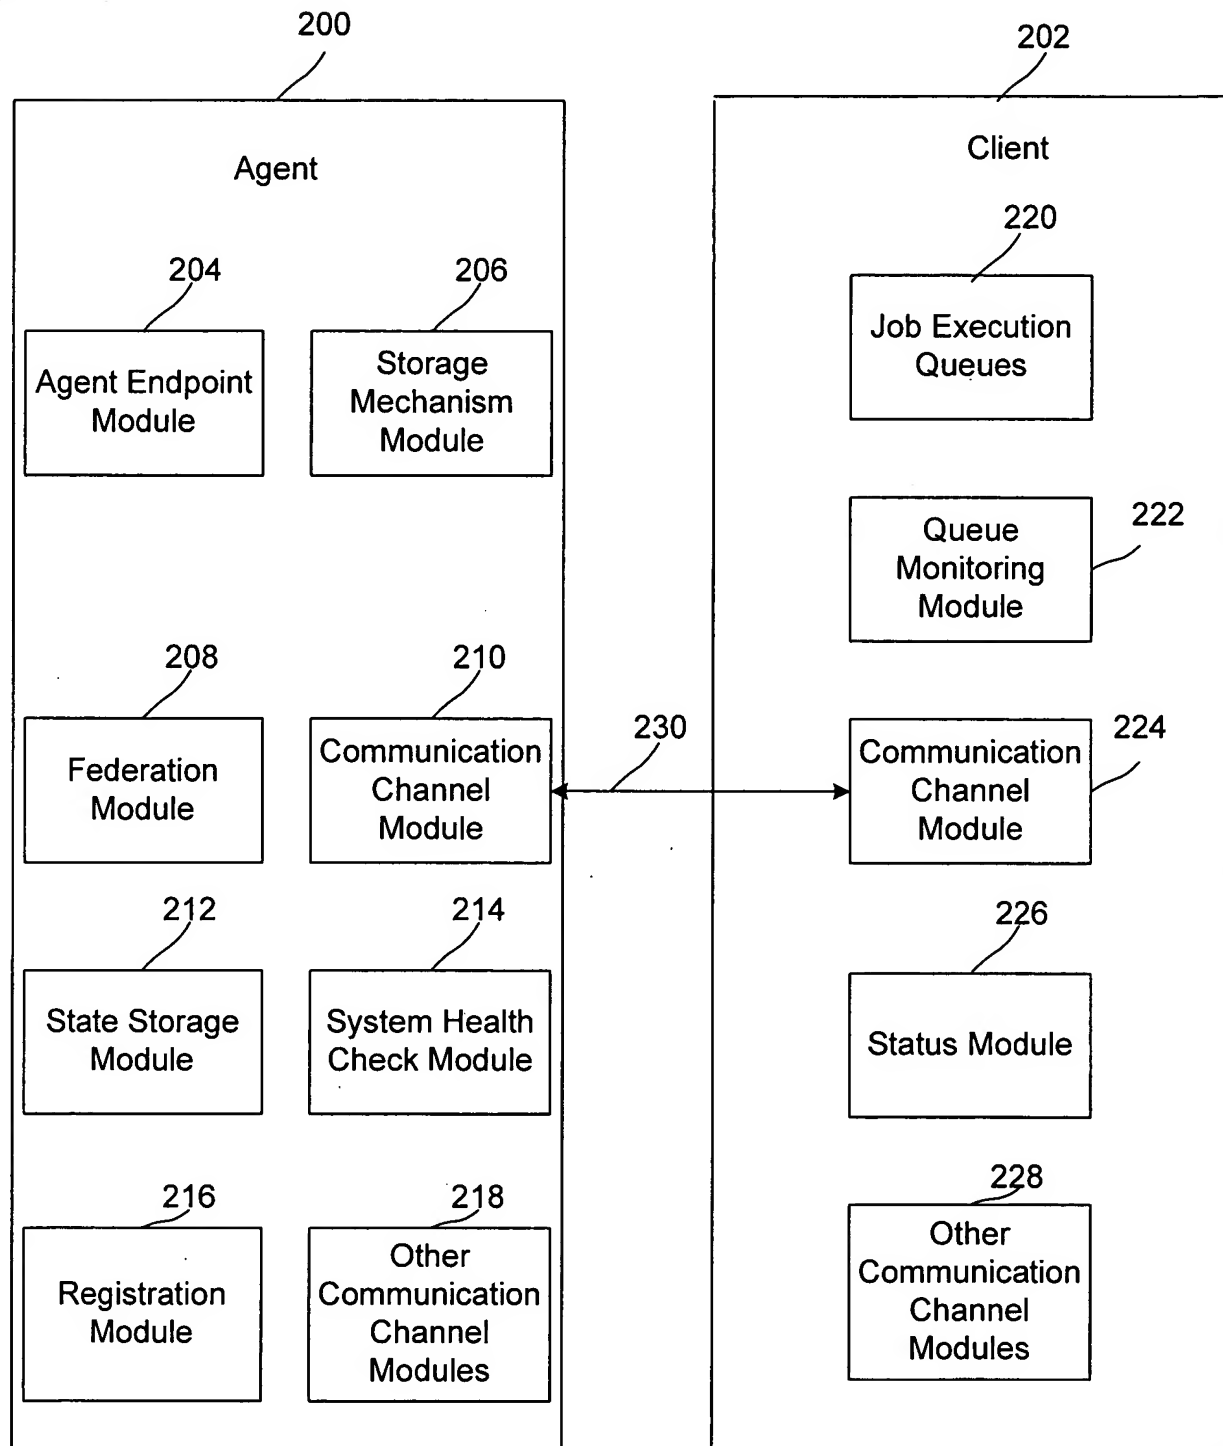 200
202
Agent
Client
204
206
220
Agent Endpoint
Module
Storage
Mechanism
Module
Job Execution
Queues
222
Queue
Monitoring
Module
208
210
230
224
Federation
Module
Communication
Channel
Module
Communication
Channel
Module
212
214
226
State Storage
Module
System Health
Check Module
Status Module
216
218
228
Registration
Module
Other
Communication
Channel
Modules
Other
Communication
Channel
Modules